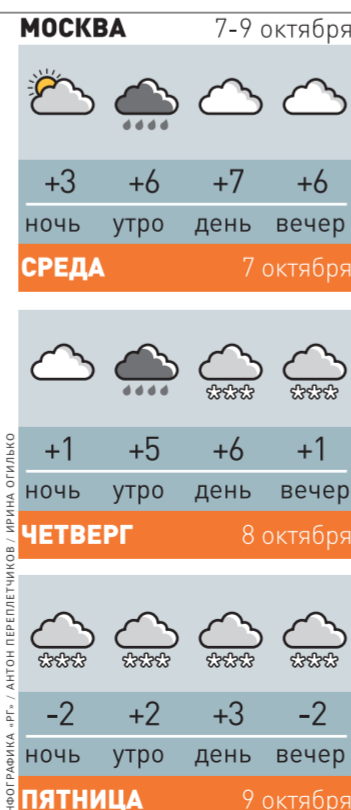 МОСКВА 7-9 октября
+3 +6 +7 +6
ночь утро день вечер
СРЕДА 7 октября
+1 +5 +6 +1
ночь утро день вечер
ЧЕТВЕРГ 8 октября
-2 +2 +3 -2
ночь утро день вечер
ПЯТНИЦА 9 октября
НФОГРАФИКА «РГ» / АНТОН ПЕРЕПЛЕТЧИКОВ / ИРИНА ОГИЛЬКО